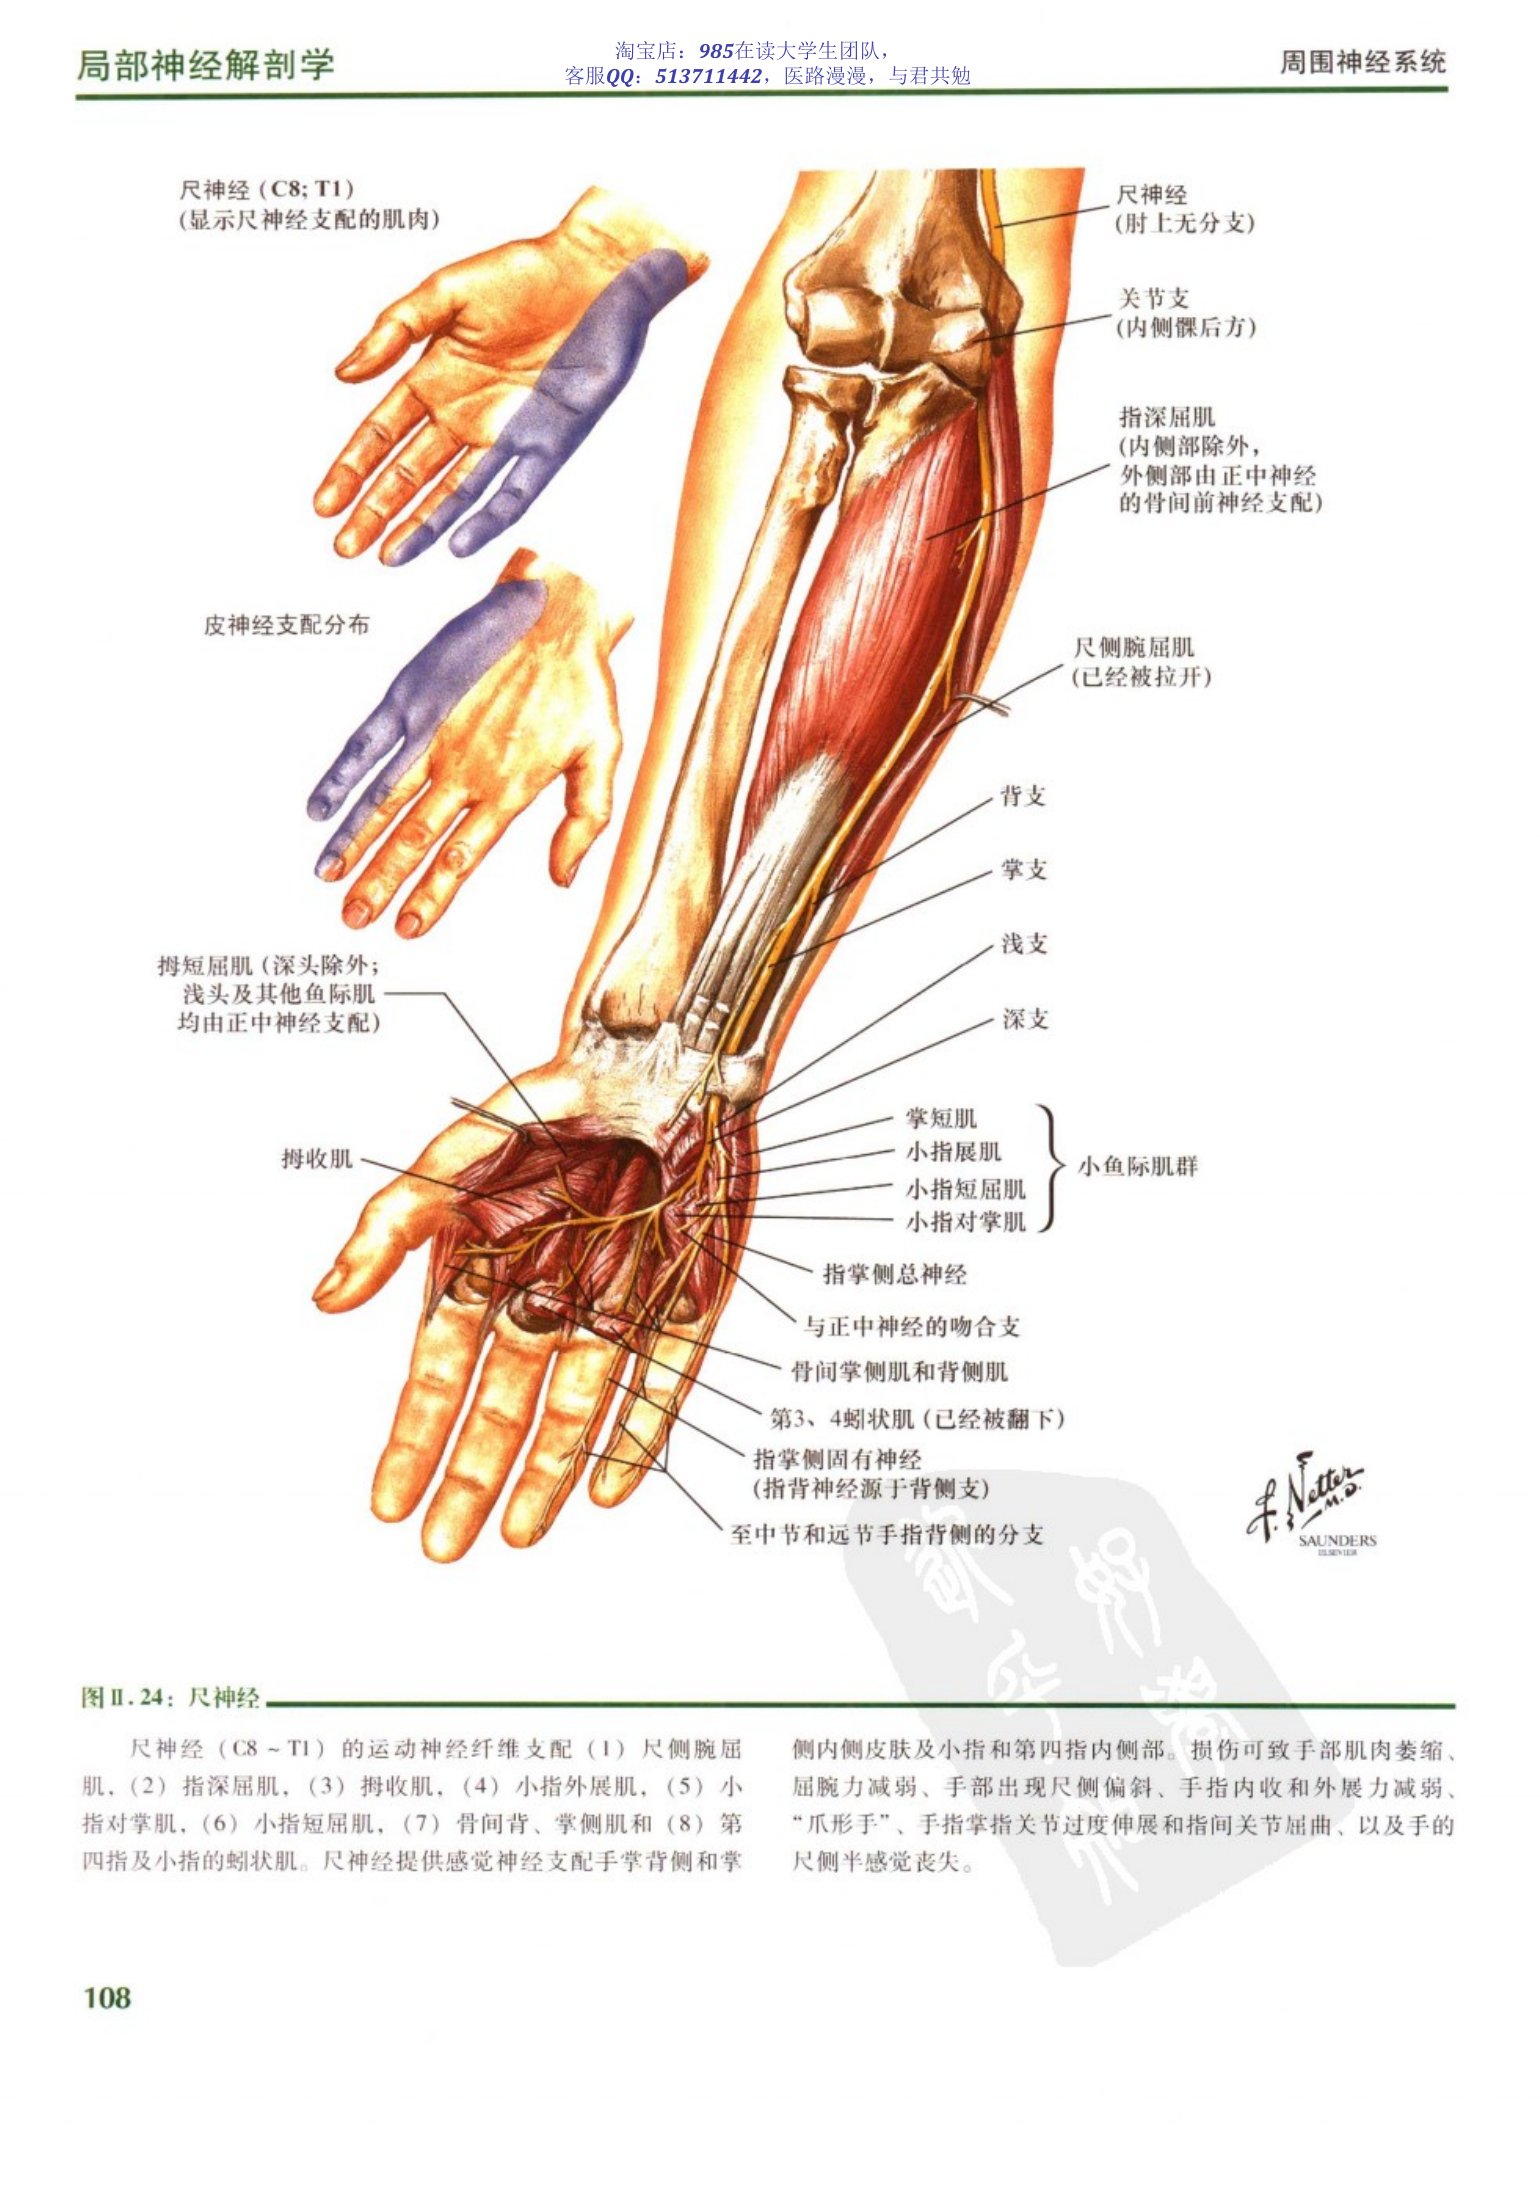 局部神经解剖学
淘宝店：985在读大学生团队，
客服QQ：513711442，医路漫漫，与君共勉
周围神经系统
尺神经（C8; T1）
(显示尺神经支配的肌肉)
尺神经
(肘上无分支)
关节支
(内侧髁后方)
指深屈肌
(内侧部除外，
外侧部由正中神经
的骨间前神经支配)
皮神经支配分布
尺侧腕屈肌
(已经被拉开)
背支
掌支
浅支
深支
拇短屈肌（深头除外；
浅头及其他鱼际肌
均由正中神经支配)
拇收肌
掌短肌
小指展肌
小指短屈肌
小指对掌肌
小鱼际肌群
指掌侧总神经
与正中神经的吻合支
骨间掌侧肌和背侧肌
第3、4蚓状肌（已经被翻下）
指掌侧固有神经
(指背神经源于背侧支)
至中节和远节手指背侧的分支
F. Netter
M.D.
SAUNDERS
ELSEVIER
图Ⅱ.24：尺神经
尺神经（C8 ~ T1）的运动神经纤维支配（1）尺侧腕屈
肌，（2）指深屈肌，（3）拇收肌，（4）小指外展肌，（5）小
指对掌肌，（6）小指短屈肌，（7）骨间背、掌侧肌和（8）第
四指及小指的蚓状肌。尺神经提供感觉神经支配手掌背侧和掌
侧内侧皮肤及小指和第四指内侧部。损伤可致手部肌肉萎缩、
屈腕力减弱、手部出现尺侧偏斜、手指内收和外展力减弱、
“爪形手”、手指掌指关节过度伸展和指间关节屈曲、以及手的
尺侧半感觉丧失。
108